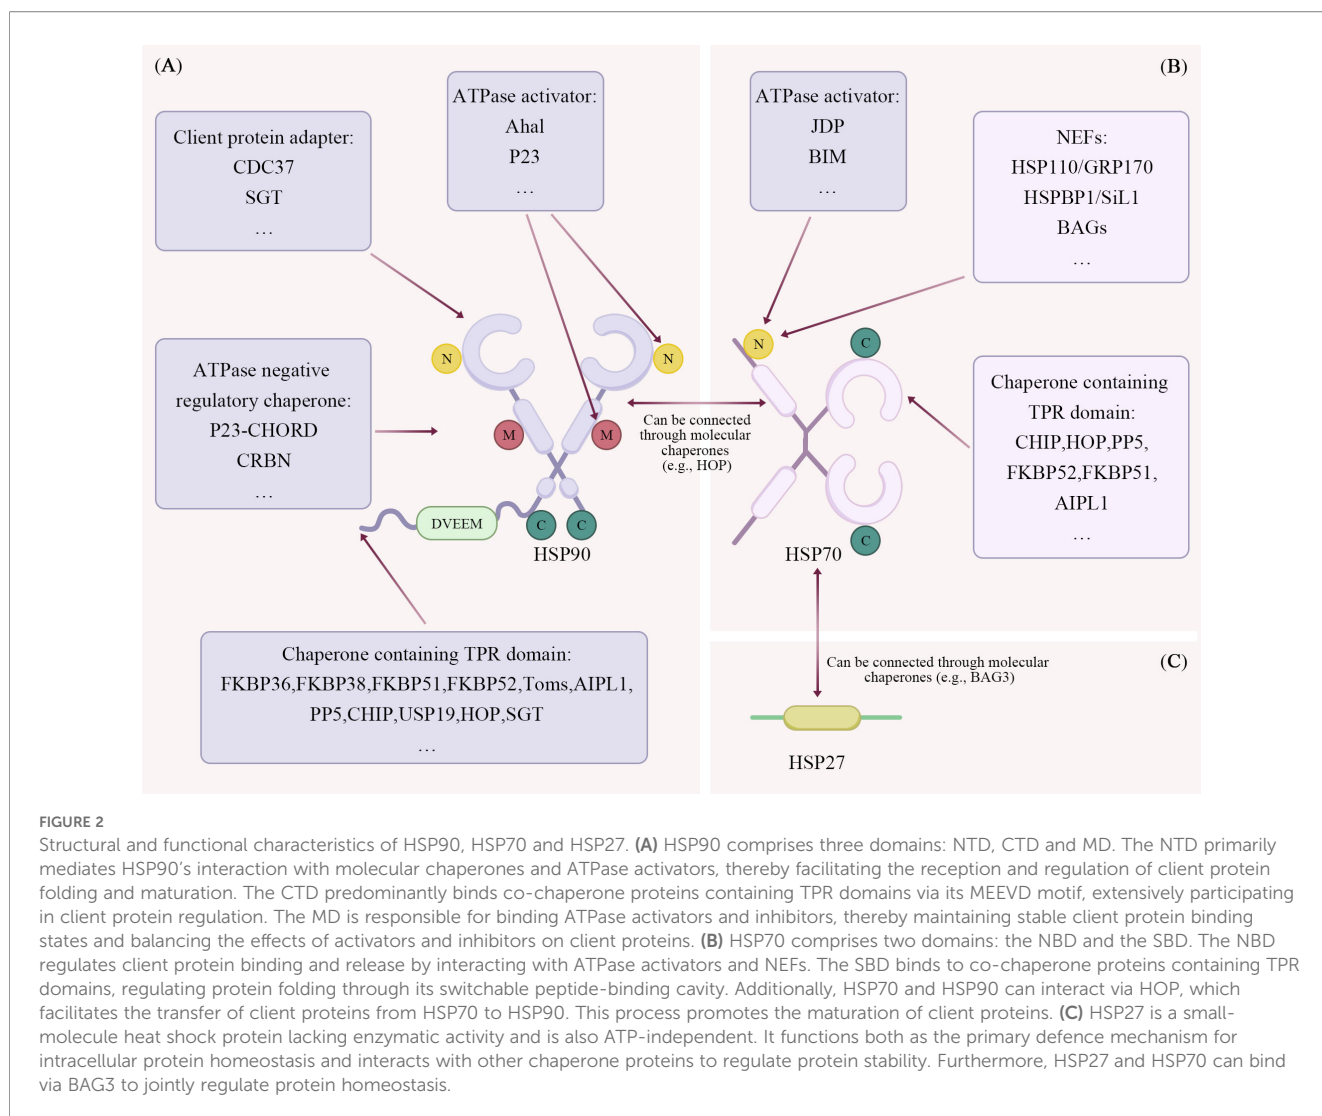 (A)
Client protein adapter:
CDC37
SGT
...
ATPase activator:
Ahal
P23
...
ATPase negative
regulatory chaperone:
P23-CHORD
CRBN
...
N
N
M
M
DVEEM
C
C
HSP90
Chaperone containing TPR domain:
FKBP36,FKBP38,FKBP51,FKBP52,Toms,AIPL1,
PP5,CHIP,USP19,HOP,SGT
...
Can be connected
through molecular
chaperones
(e.g., HOP)
(B)
ATPase activator:
JDP
BIM
...
NEFs:
HSP110/GRP170
HSPBP1/SiL1
BAGs
...
N
C
C
HSP70
Chaperone containing
TPR domain:
CHIP,HOP,PP5,
FKBP52,FKBP51,
AIPL1
...
Can be connected through molecular
chaperones (e.g., BAG3)
(C)
HSP27
FIGURE 2
Structural and functional characteristics of HSP90, HSP70 and HSP27. (A) HSP90 comprises three domains: NTD, CTD and MD. The NTD primarily
mediates HSP90's interaction with molecular chaperones and ATPase activators, thereby facilitating the reception and regulation of client protein
folding and maturation. The CTD predominantly binds co-chaperone proteins containing TPR domains via its MEEVD motif, extensively participating
in client protein regulation. The MD is responsible for binding ATPase activators and inhibitors, thereby maintaining stable client protein binding
states and balancing the effects of activators and inhibitors on client proteins. (B) HSP70 comprises two domains: the NBD and the SBD. The NBD
regulates client protein binding and release by interacting with ATPase activators and NEFs. The SBD binds to co-chaperone proteins containing TPR
domains, regulating protein folding through its switchable peptide-binding cavity. Additionally, HSP70 and HSP90 can interact via HOP, which
facilitates the transfer of client proteins from HSP70 to HSP90. This process promotes the maturation of client proteins. (C) HSP27 is a small-
molecule heat shock protein lacking enzymatic activity and is also ATP-independent. It functions both as the primary defence mechanism for
intracellular protein homeostasis and interacts with other chaperone proteins to regulate protein stability. Furthermore, HSP27 and HSP70 can bind
via BAG3 to jointly regulate protein homeostasis.